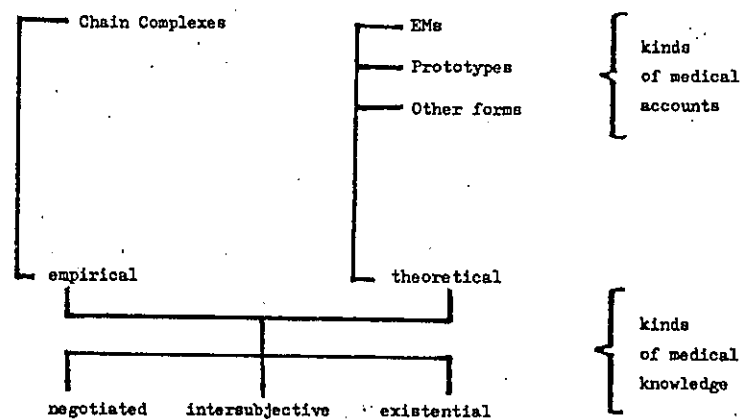 Chain Complexes
EMs
Prototypes
Other forms
kinds
of medical
accounts
empirical
theoretical
kinds
of medical
knowledge
negotiated
intersubjective
existential